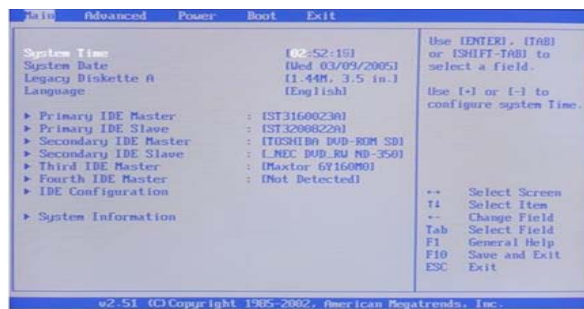 Main Advanced Power Boot Exit
System Time [02:52:19]
System Date [Wed 03/09/2005]
Legacy Diskette A [1.44M, 3.5 in.]
Language [English]
▶ Primary IDE Master : [ST3160023A]
▶ Primary IDE Slave : [ST3200822A]
▶ Secondary IDE Master : [TOSHIBA DVD-ROM SD]
▶ Secondary IDE Slave : [_NEC DVD_RW ND-350]
▶ Third IDE Master : [Maxtor 6Y160M0]
▶ Fourth IDE Master : [Not Detected]
▶ IDE Configuration
▶ System Information
Use [ENTER], [TAB]
or [SHIFT-TAB] to
select a field.
Use [+] or [-] to
configure system Time.
↔ Select Screen
↑↓ Select Item
+- Change Field
Tab Select Field
F1 General Help
F10 Save and Exit
ESC Exit
v2.51 (C) Copyright 1985-2002, American Megatrends, Inc.